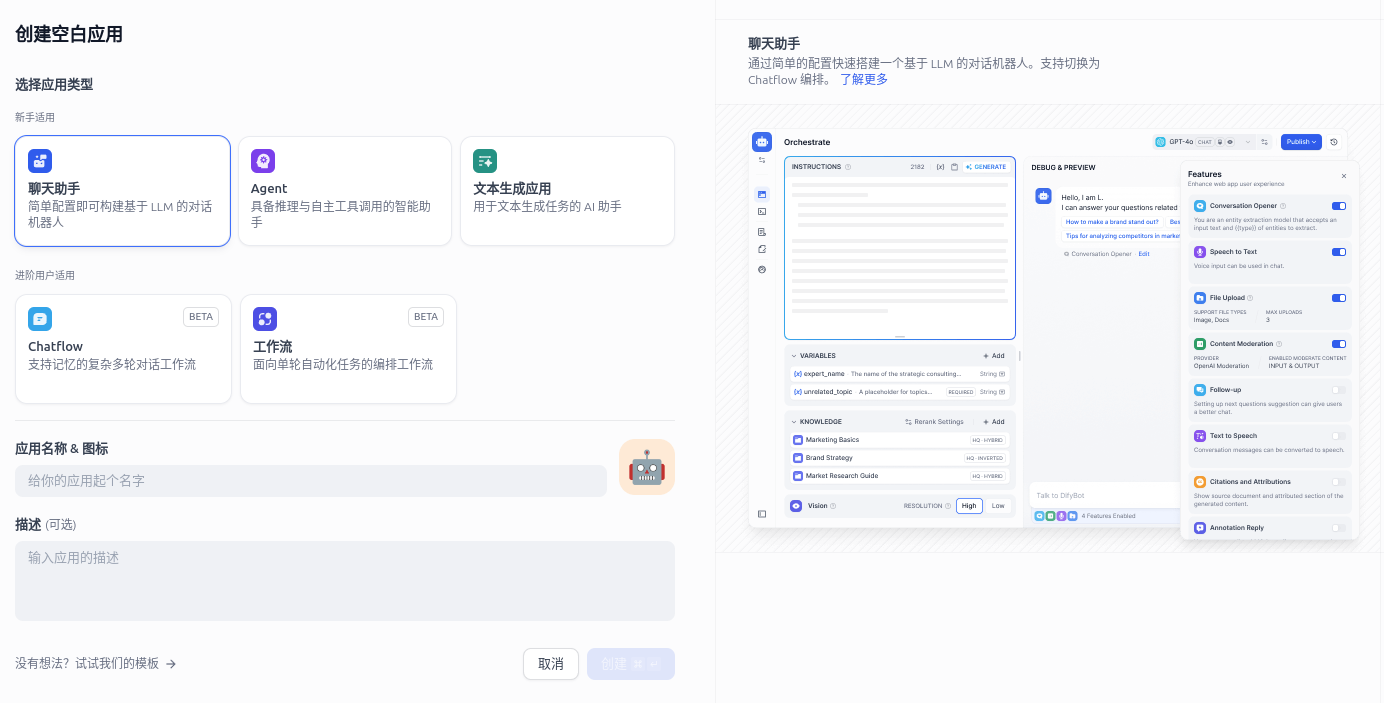 创建空白应用
选择应用类型
新手适用
聊天助手
简单配置即可构建基于 LLM 的对话
机器人
Agent
具备推理与自主工具调用的智能助
手
文本生成应用
用于文本生成任务的 AI 助手
进阶用户适用
BETA
Chatflow
支持记忆的复杂多轮对话工作流
BETA
工作流
面向单轮自动化任务的编排工作流
应用名称 & 图标
给你的应用起个名字
描述 (可选)
输入应用的描述
没有想法？试试我们的模板 →
取消
创建 ⌘ ↵
聊天助手
通过简单的配置快速搭建一个基于 LLM 的对话机器人。支持切换为
Chatflow 编排。 了解更多
Orchestrate
GPT-4o CHAT
Publish
INSTRUCTIONS
2182
{x}
GENERATE
VARIABLES
+ Add
{x} expert_name · The name of the strategic consulting...
String
{x} unrelated_topic · A placeholder for topics...
REQUIRED
String
KNOWLEDGE
Rerank Settings
+ Add
Marketing Basics
HQ · HYBRID
Brand Strategy
HQ · INVERTED
Market Research Guide
HQ · HYBRID
Vision
RESOLUTION
High
Low
DEBUG & PREVIEW
Hello, I am L.
I can answer your questions related
How to make a brand stand out?
Bes
Tips for analyzing competitors in market
Conversation Opener · Edit
Talk to DifyBot
4 Features Enabled
Features
Enhance web app user experience
Conversation Opener
You are an entity extraction model that accepts an
input text and {{type}} of entities to extract.
Speech to Text
Voice input can be used in chat.
File Upload
SUPPORT FILE TYPES
Image, Docs
MAX UPLOADS
3
Content Moderation
PROVIDER
OpenAI Moderation
ENABLED MODERATE CONTENT
INPUT & OUTPUT
Follow-up
Setting up next questions suggestion can give users
a better chat.
Text to Speech
Conversation messages can be converted to speech.
Citations and Attributions
Show source document and attributed section of the
generated content.
Annotation Reply